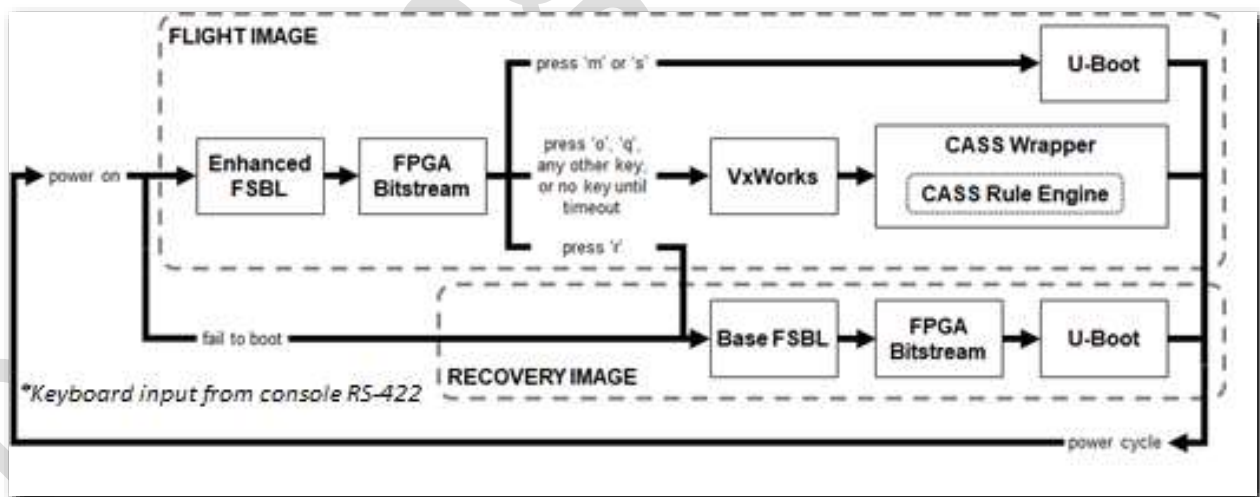 FLIGHT IMAGE
press 'm' or 's'
U-Boot
power on
Enhanced
FSBL
FPGA
Bitstream
press 'o', 'q',
any other key,
or no key until
timeout
VxWorks
CASS Wrapper
CASS Rule Engine
press 'r'
fail to boot
Base FSBL
FPGA
Bitstream
U-Boot
RECOVERY IMAGE
*Keyboard input from console RS-422
power cycle